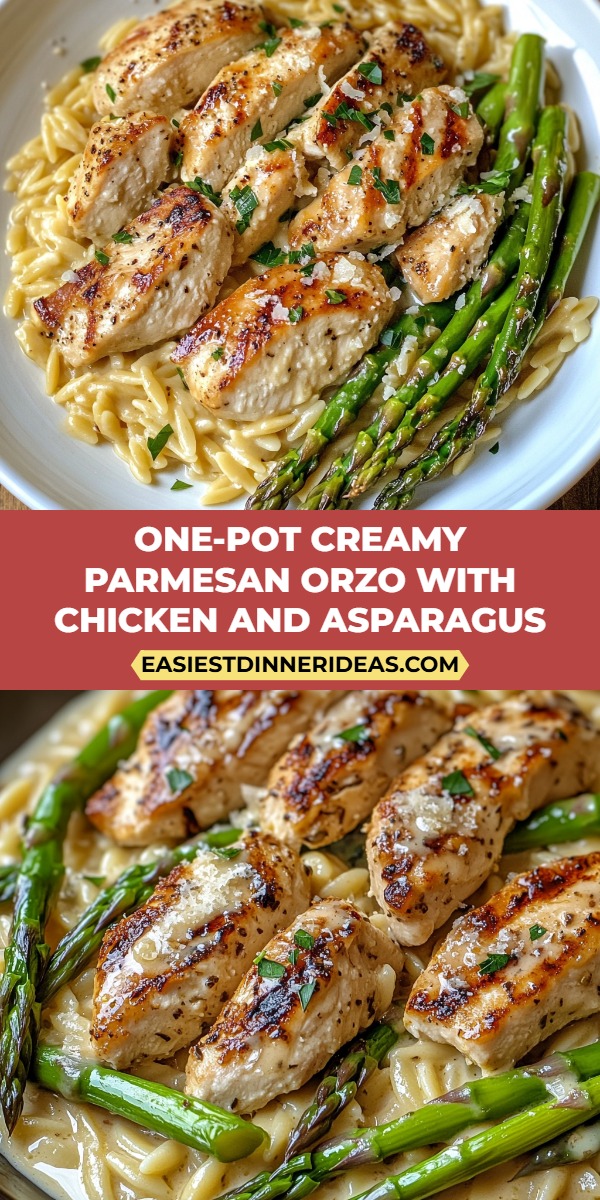 ONE-POT CREAMY
PARMESAN ORZO WITH
CHICKEN AND ASPARAGUS
EASIESTDINNERIDEAS.COM